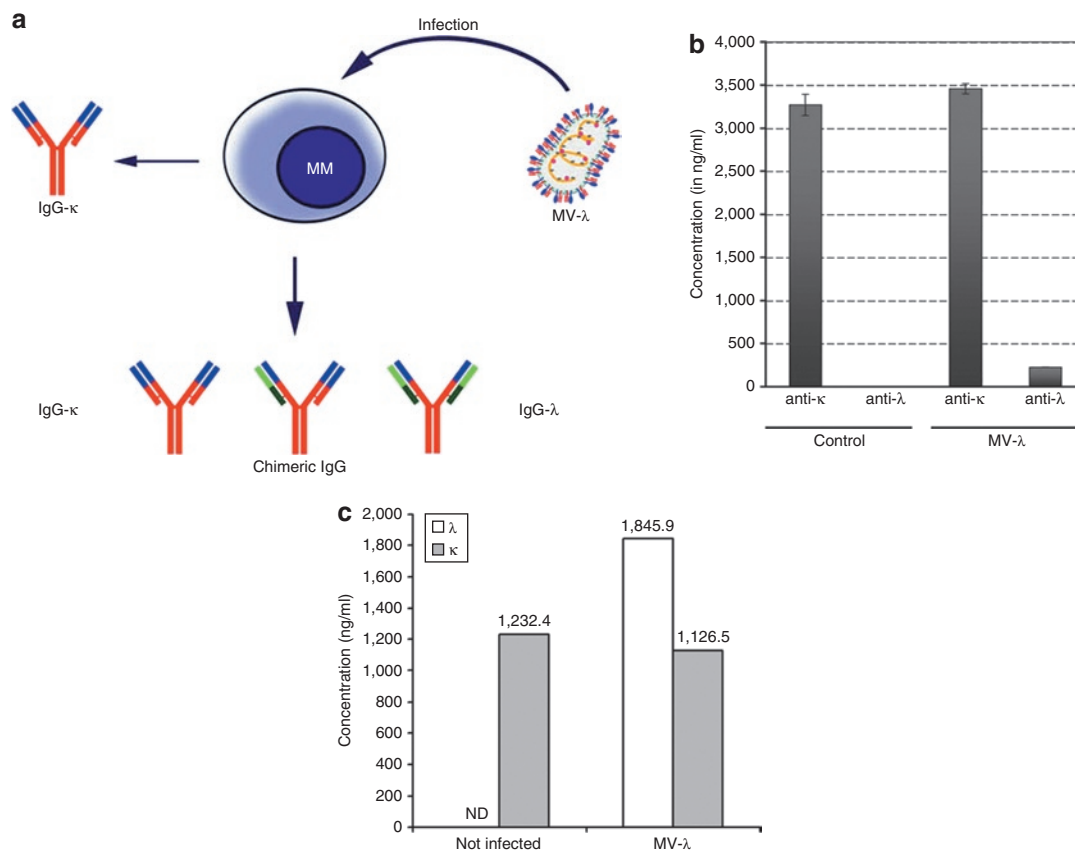 a
Infection
MM
IgG-κ
MV-λ
IgG-κ
IgG-λ
Chimeric IgG
b
Concentration (in ng/ml)
4,000
3,500
3,000
2,500
2,000
1,500
1,000
500
0
anti-κ anti-λ anti-κ anti-λ
Control MV-λ
c
Concentration (ng/ml)
2,000
1,800
1,600
1,400
1,200
1,000
800
600
400
200
0
λ
κ
1,845.9
1,232.4
1,126.5
ND
Not infected MV-λ